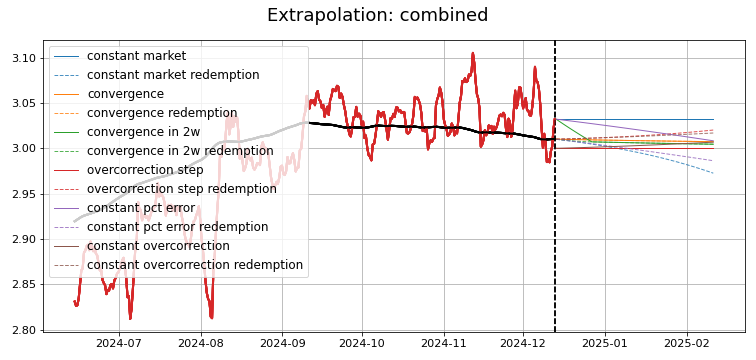 Extrapolation: combined
3.10
3.05
3.00
2.95
2.90
2.85
2.80
constant market
constant market redemption
convergence
convergence redemption
convergence in 2w
convergence in 2w redemption
overcorrection step
overcorrection step redemption
constant pct error
constant pct error redemption
constant overcorrection
constant overcorrection redemption
2024-07
2024-08
2024-09
2024-10
2024-11
2024-12
2025-01
2025-02